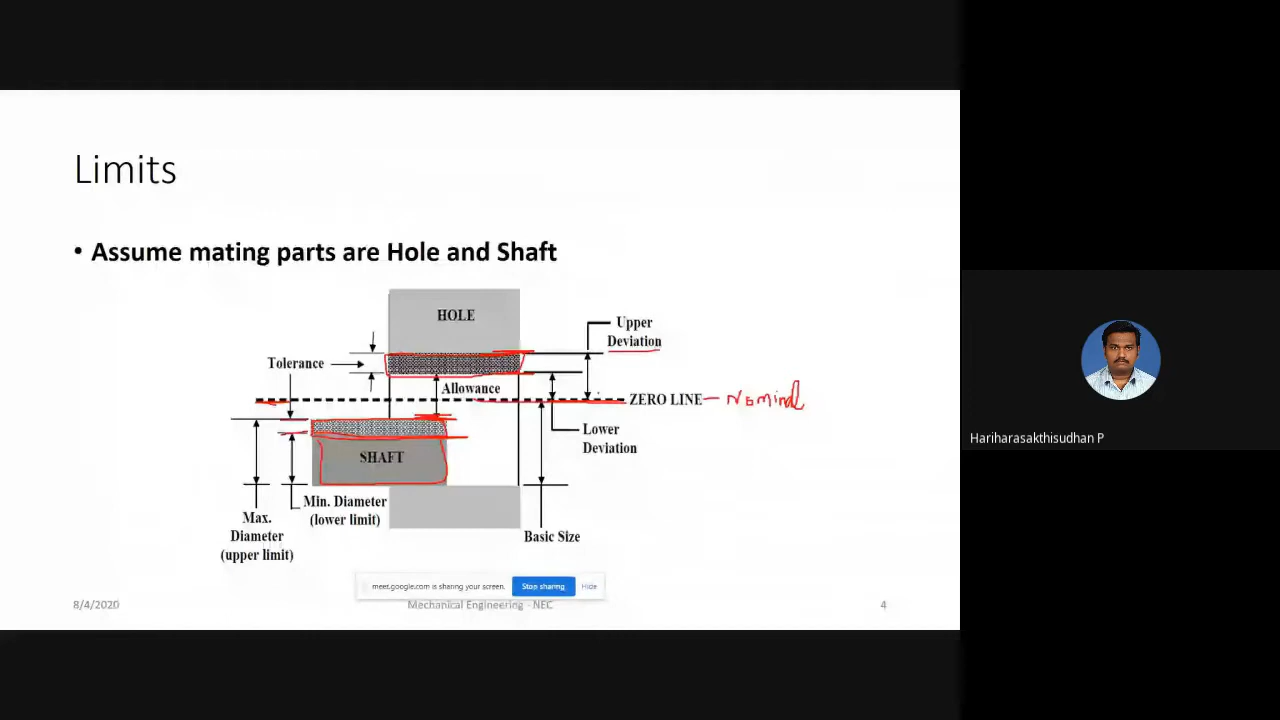 Limits
• Assume mating parts are Hole and Shaft
HOLE
Upper
Deviation
Tolerance
Allowance
ZERO LINE
Nominal
Lower
Deviation
SHAFT
Min. Diameter
(lower limit)
Max.
Diameter
(upper limit)
Basic Size
meet.google.com is sharing your screen.
Stop sharing
Hide
8/4/2020
Mechanical Engineering - NEC
4
Hariharasakthisudhan P